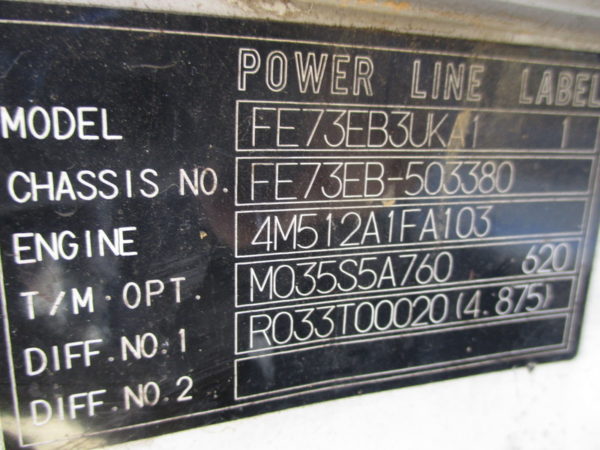 POWER LINE LABEL
MODEL FE73EB3UKA1 1
CHASSIS NO. FE73EB-503380
ENGINE 4M512A1FA103
T/M·OPT. M035S5A760 620
DIFF.NO.1 R033T00020(4.875)
DIFF.NO.2